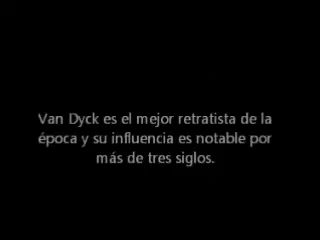 Van Dyck es el mejor retratista de la
época y su influencia es notable por
más de tres siglos.